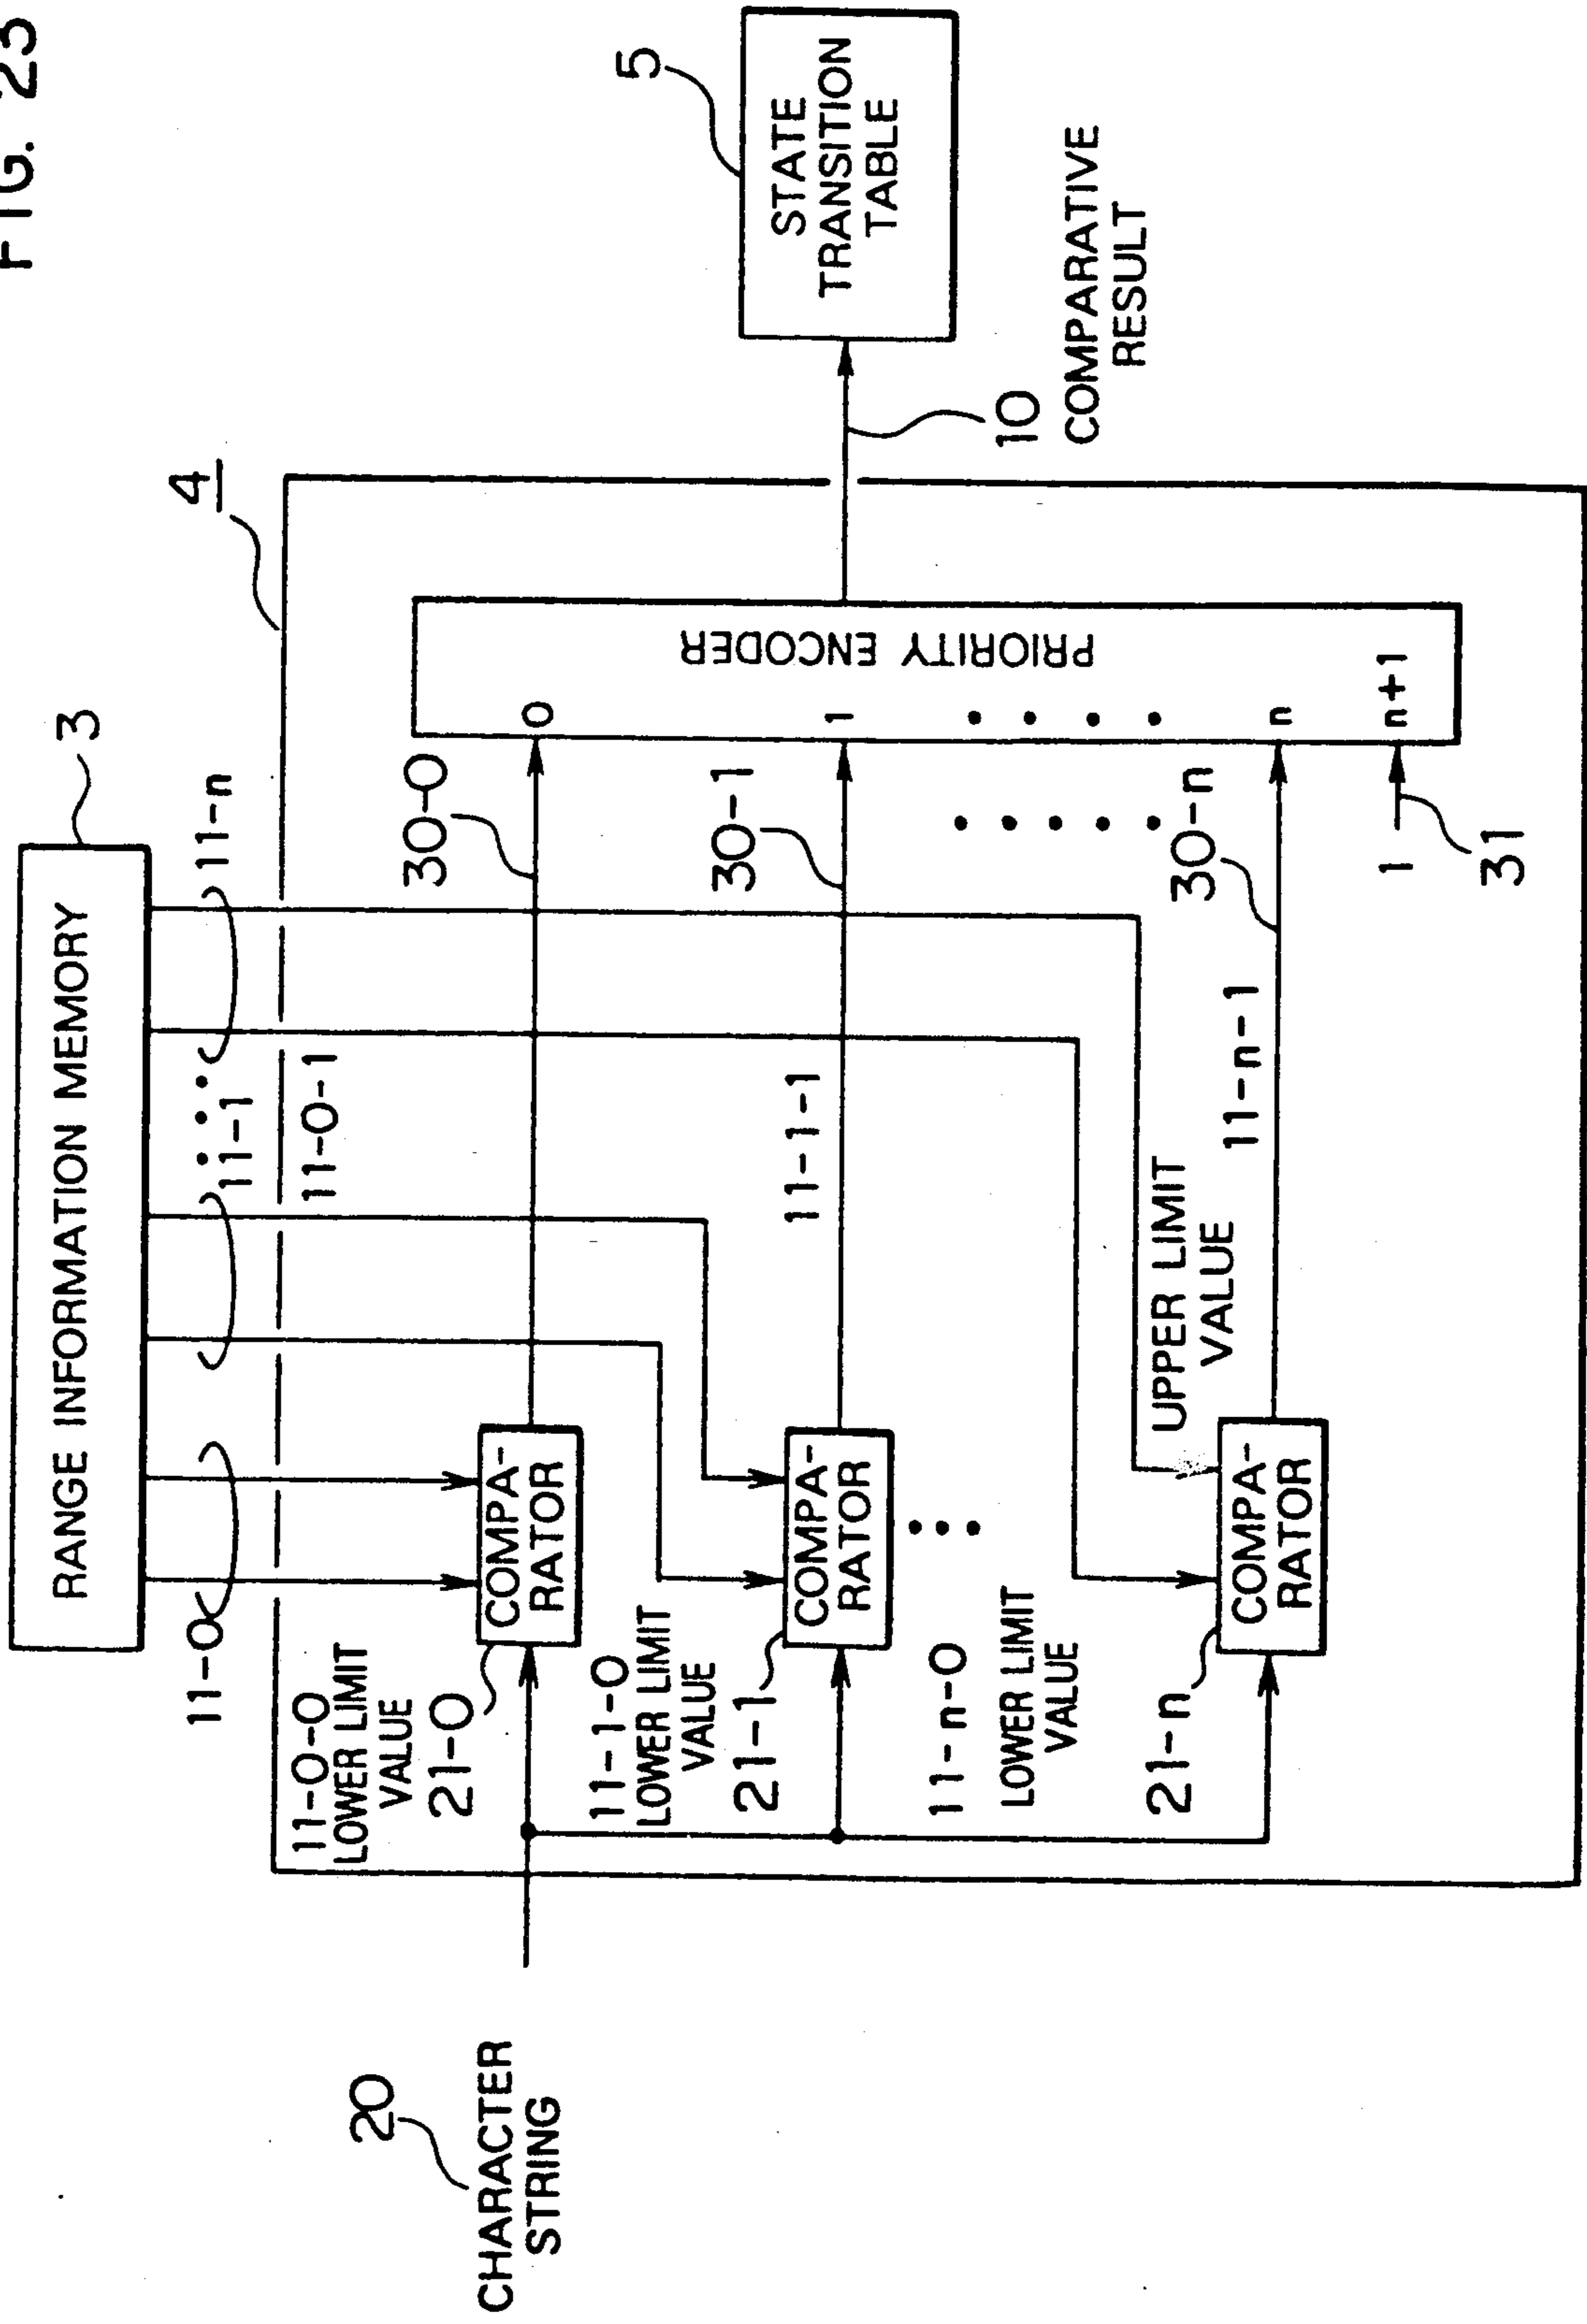 FIG. 23
RANGE INFORMATION MEMORY
3
11-0
11-1
11-n
4
11-0-0
LOWER LIMIT
VALUE
11-0-1
21-0
COMPA-
RATOR
30-0
0
20
CHARACTER
STRING
11-1-0
LOWER LIMIT
VALUE
21-1
COMPA-
RATOR
11-1-1
30-1
1
PRIORITY ENCODER
5
STATE
TRANSITION
TABLE
10
COMPARATIVE
RESULT
11-n-0
LOWER LIMIT
VALUE
UPPER LIMIT
VALUE
21-n
COMPA-
RATOR
11-n-1
30-n
n
1
31
n+1